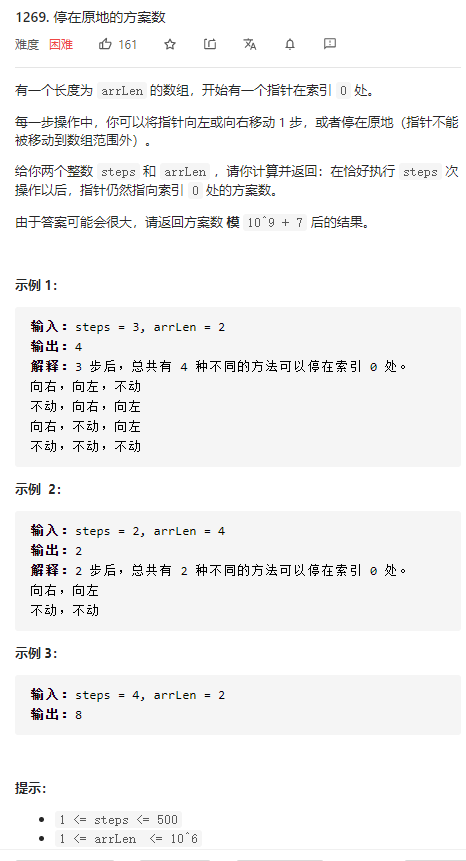 1269. 停在原地的方案数
难度 困难 161
有一个长度为 arrLen 的数组，开始有一个指针在索引 0 处。
每一步操作中，你可以将指针向左或向右移动 1 步，或者停在原地（指针不能
被移动到数组范围外）。
给你两个整数 steps 和 arrLen ，请你计算并返回：在恰好执行 steps 次
操作以后，指针仍然指向索引 0 处的方案数。
由于答案可能会很大，请返回方案数 模 10^9 + 7 后的结果。
示例 1：
输入：steps = 3, arrLen = 2
输出：4
解释：3 步后，总共有 4 种不同的方法可以停在索引 0 处。
向右，向左，不动
不动，向右，向左
向右，不动，向左
不动，不动，不动
示例 2：
输入：steps = 2, arrLen = 4
输出：2
解释：2 步后，总共有 2 种不同的方法可以停在索引 0 处。
向右，向左
不动，不动
示例 3：
输入：steps = 4, arrLen = 2
输出：8
提示：
1 <= steps <= 500
1 <= arrLen <= 10^6